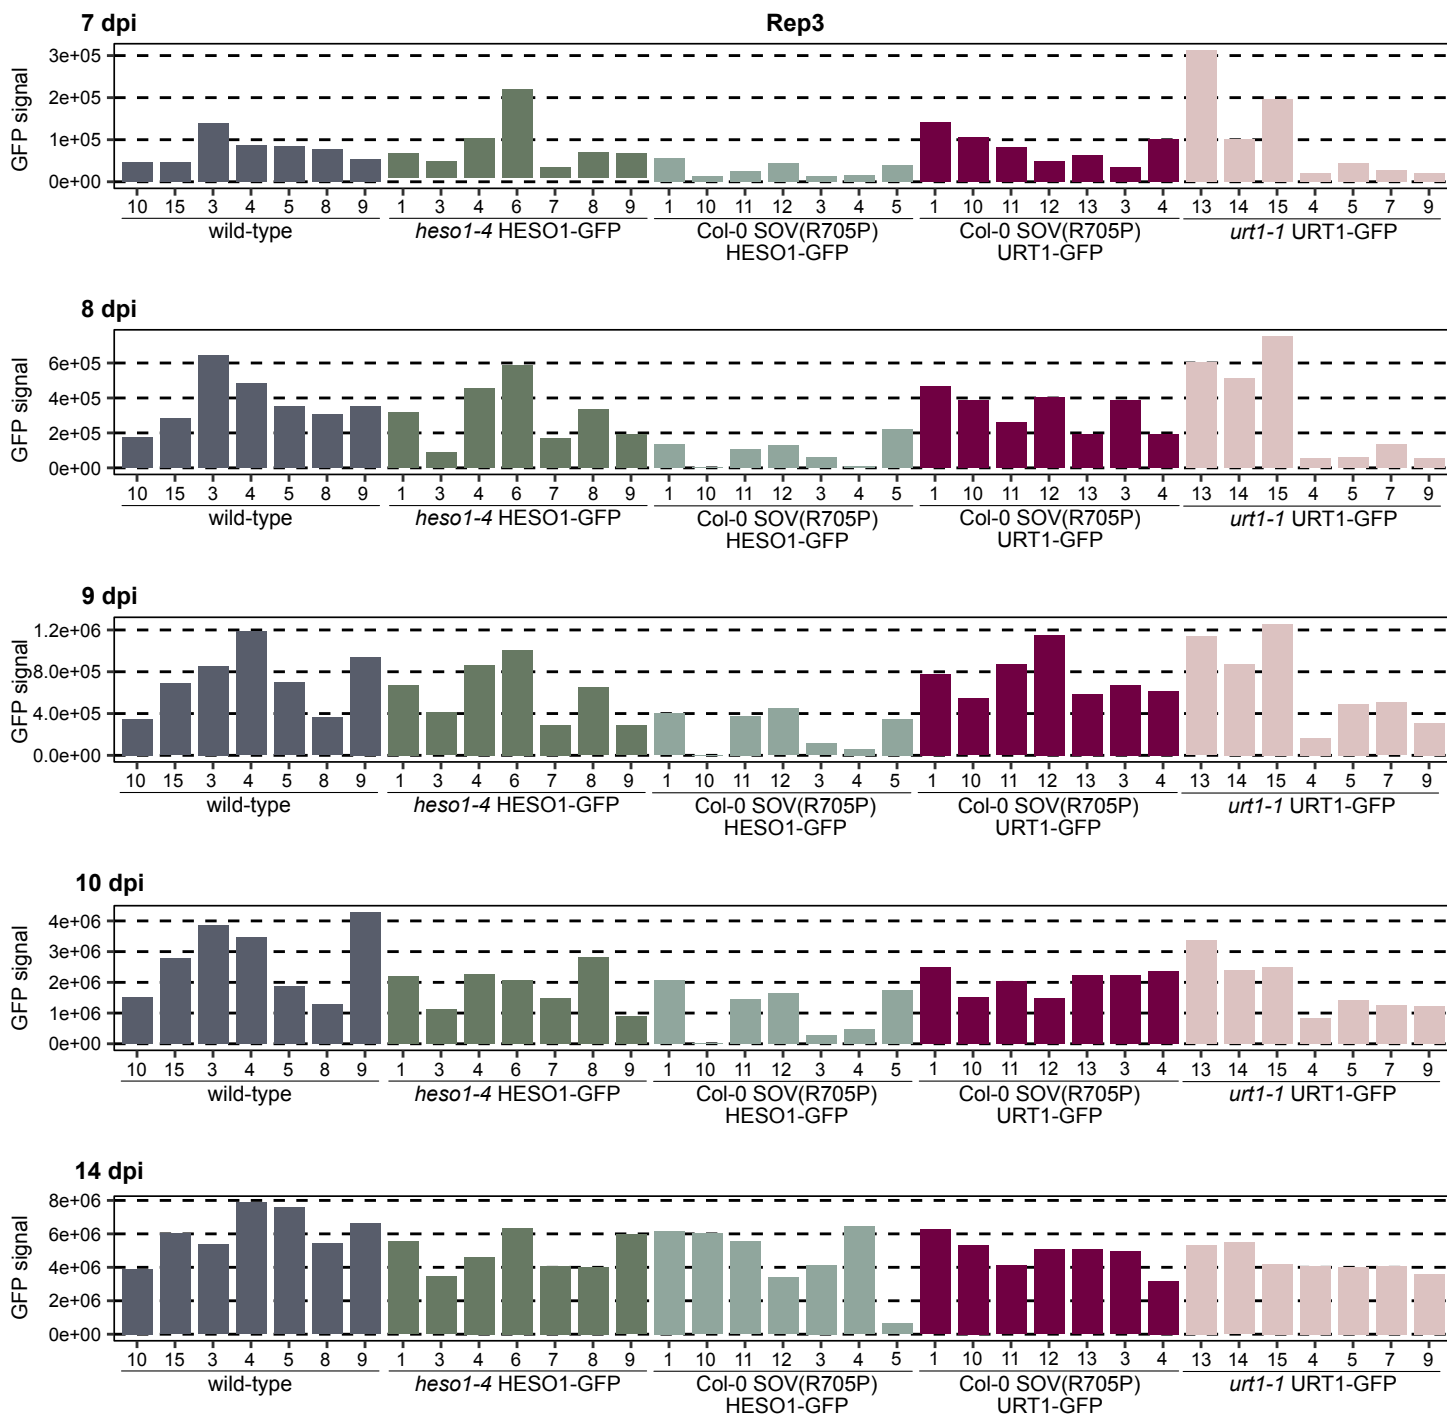 7 dpi
Rep3
GFP signal
3e+05
2e+05
1e+05
0e+00
10 15 3 4 5 8 9 1 3 4 6 7 8 9 1 10 11 12 3 4 5 1 10 11 12 13 3 4 13 14 15 4 5 7 9
wild-type heso1-4 HESO1-GFP Col-0 SOV(R705P) Col-0 SOV(R705P) urt1-1 URT1-GFP
HESO1-GFP URT1-GFP
8 dpi
GFP signal
6e+05
4e+05
2e+05
0e+00
10 15 3 4 5 8 9 1 3 4 6 7 8 9 1 10 11 12 3 4 5 1 10 11 12 13 3 4 13 14 15 4 5 7 9
wild-type heso1-4 HESO1-GFP Col-0 SOV(R705P) Col-0 SOV(R705P) urt1-1 URT1-GFP
HESO1-GFP URT1-GFP
9 dpi
GFP signal
1.2e+06
8.0e+05
4.0e+05
0.0e+00
10 15 3 4 5 8 9 1 3 4 6 7 8 9 1 10 11 12 3 4 5 1 10 11 12 13 3 4 13 14 15 4 5 7 9
wild-type heso1-4 HESO1-GFP Col-0 SOV(R705P) Col-0 SOV(R705P) urt1-1 URT1-GFP
HESO1-GFP URT1-GFP
10 dpi
GFP signal
4e+06
3e+06
2e+06
1e+06
0e+00
10 15 3 4 5 8 9 1 3 4 6 7 8 9 1 10 11 12 3 4 5 1 10 11 12 13 3 4 13 14 15 4 5 7 9
wild-type heso1-4 HESO1-GFP Col-0 SOV(R705P) Col-0 SOV(R705P) urt1-1 URT1-GFP
HESO1-GFP URT1-GFP
14 dpi
GFP signal
8e+06
6e+06
4e+06
2e+06
0e+00
10 15 3 4 5 8 9 1 3 4 6 7 8 9 1 10 11 12 3 4 5 1 10 11 12 13 3 4 13 14 15 4 5 7 9
wild-type heso1-4 HESO1-GFP Col-0 SOV(R705P) Col-0 SOV(R705P) urt1-1 URT1-GFP
HESO1-GFP URT1-GFP